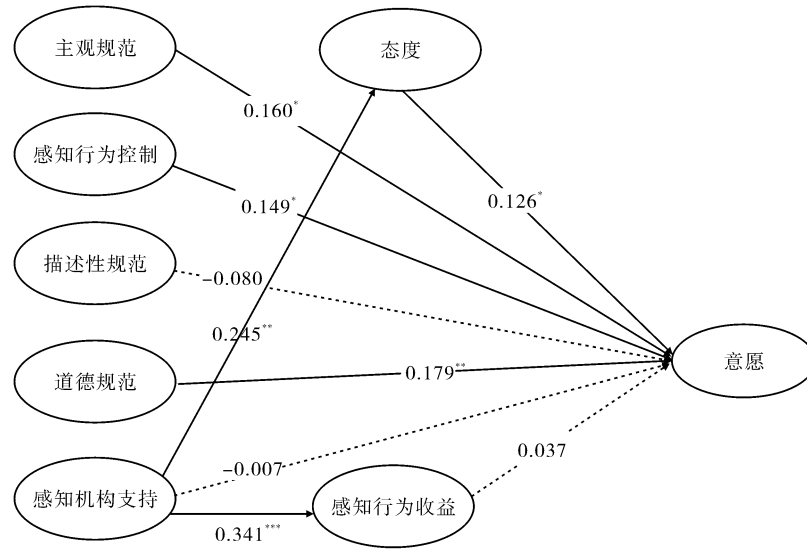 主观规范
态度
0.160*
感知行为控制
0.149*
0.126*
描述性规范
-0.080
0.245**
意愿
道德规范
0.179**
-0.007
0.037
感知机构支持
感知行为收益
0.341***